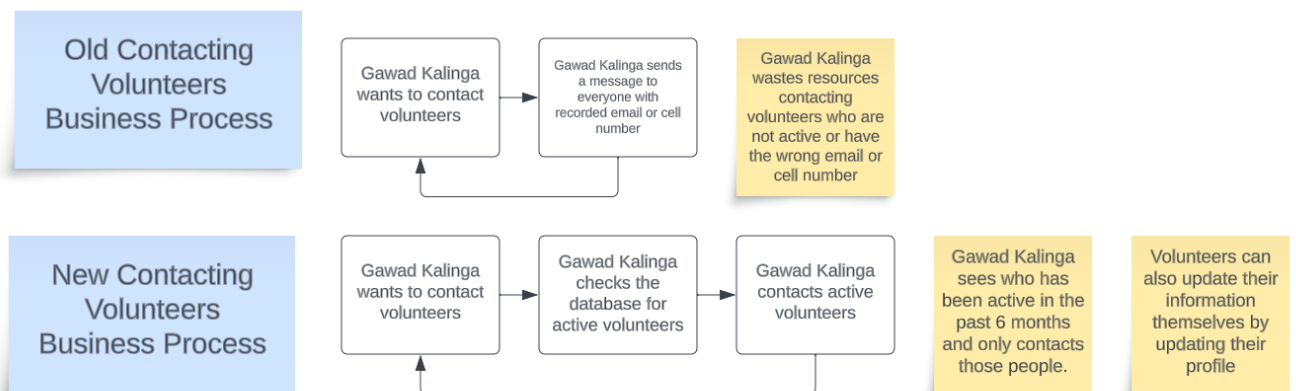 Old Contacting
Volunteers
Business Process
Gawad Kalinga
wants to contact
volunteers
Gawad Kalinga sends
a message to
everyone with
recorded email or cell
number
Gawad Kalinga
wastes resources
contacting
volunteers who are
not active or have
the wrong email or
cell number
New Contacting
Volunteers
Business Process
Gawad Kalinga
wants to contact
volunteers
Gawad Kalinga
checks the
database for
active volunteers
Gawad Kalinga
contacts active
volunteers
Gawad Kalinga
sees who has
been active in the
past 6 months
and only contacts
those people.
Volunteers can
also update their
information
themselves by
updating their
profile